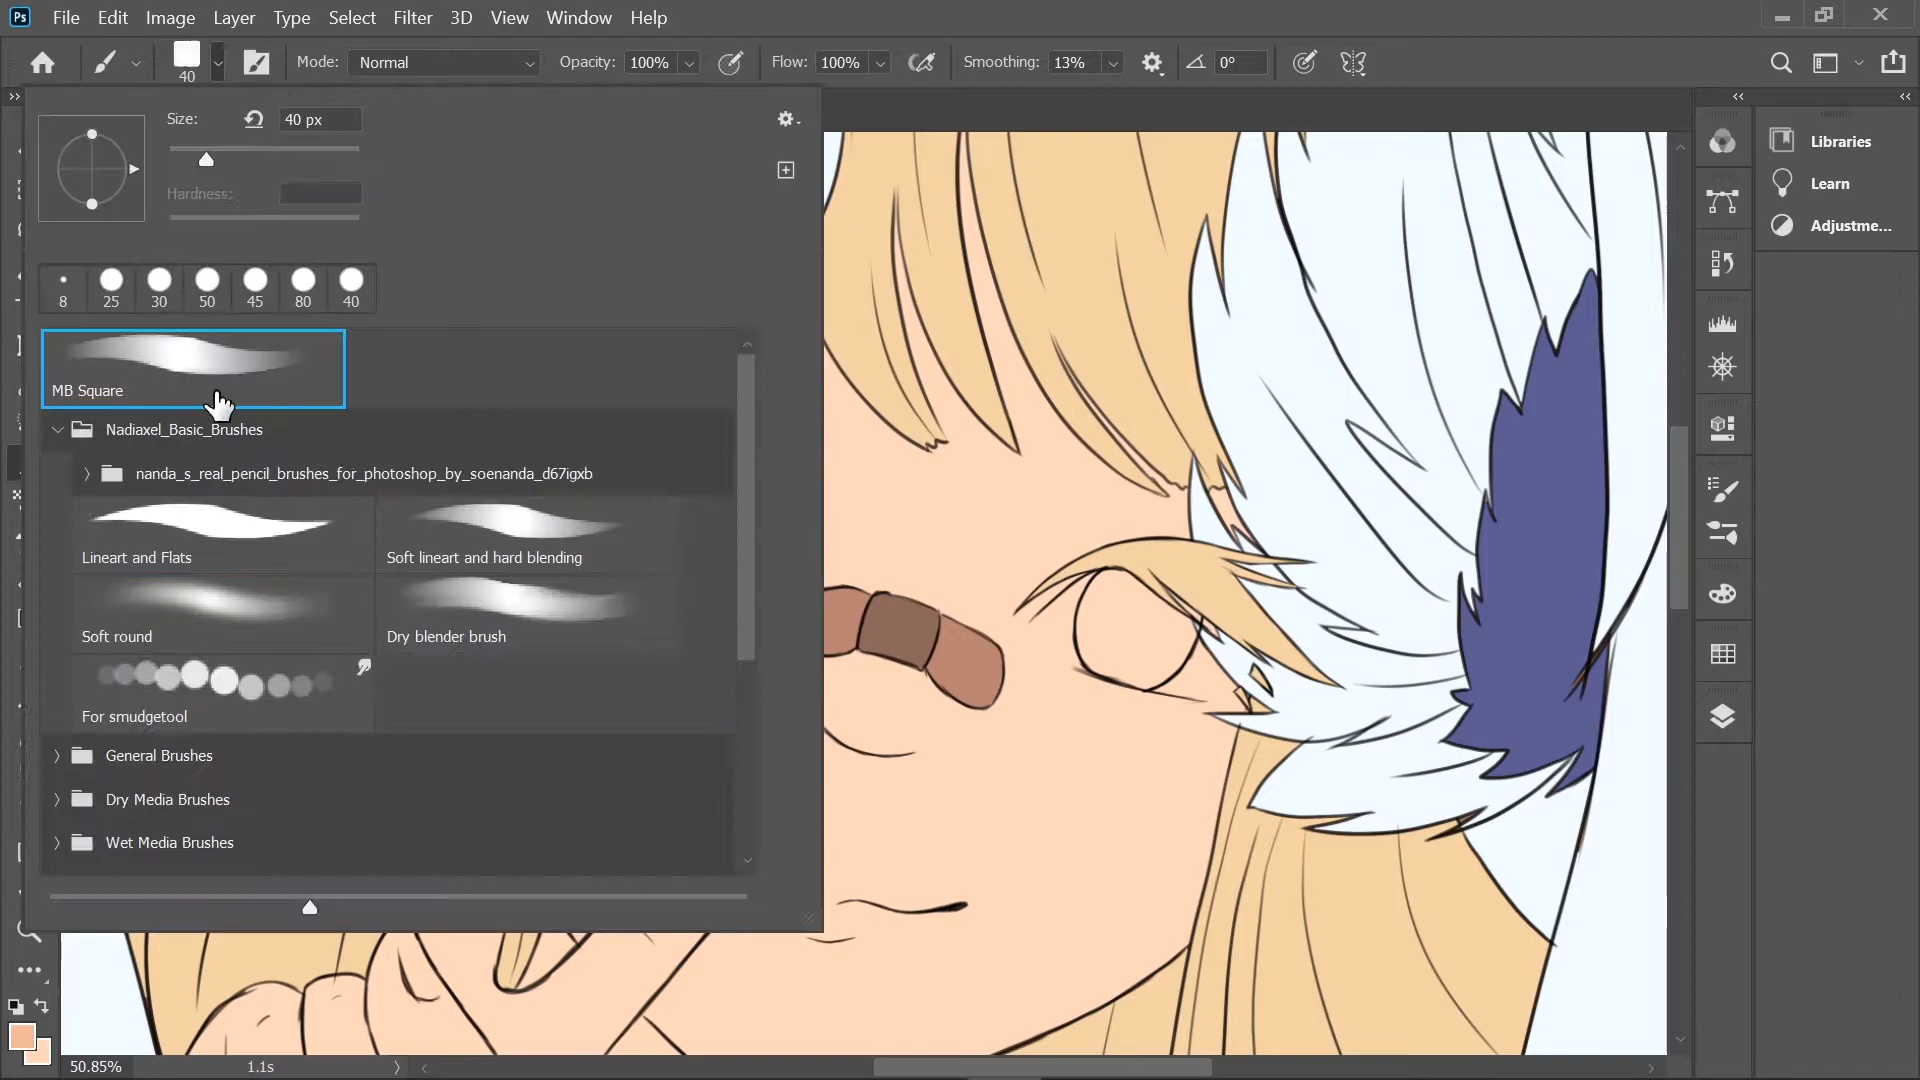 Ps File Edit Image Layer Type Select Filter 3D View Window Help
40 Mode: Normal Opacity: 100% Flow: 100% Smoothing: 13% 0°
Size: 40 px
Hardness:
8 25 30 50 45 80 40
MB Square
Nadiaxel_Basic_Brushes
nanda_s_real_pencil_brushes_for_photoshop_by_soenanda_d67igxb
Lineart and Flats Soft lineart and hard blending
Soft round Dry blender brush
For smudgetool
General Brushes
Dry Media Brushes
Wet Media Brushes
Libraries
Learn
Adjustme...
50.85% 1.1s